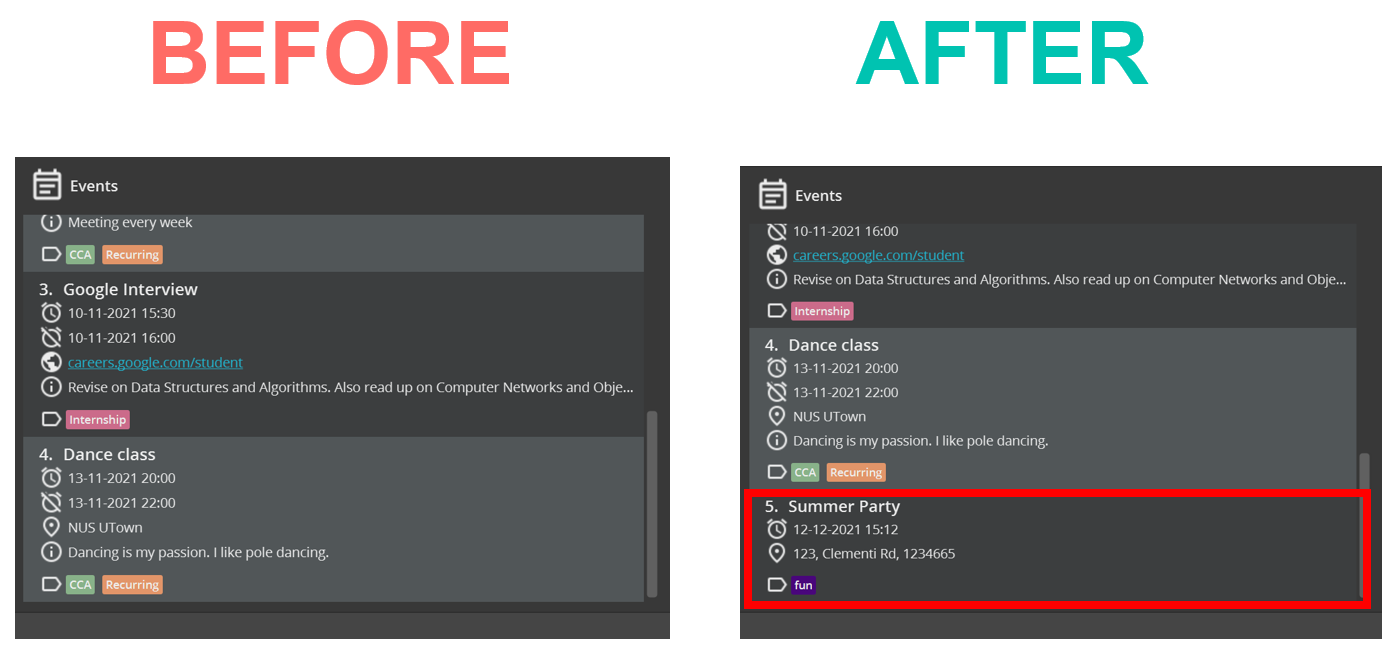 BEFORE
Events
Meeting every week
CCA Recurring
3. Google Interview
10-11-2021 15:30
10-11-2021 16:00
careers.google.com/student
Revise on Data Structures and Algorithms. Also read up on Computer Networks and Obje...
Internship
4. Dance class
13-11-2021 20:00
13-11-2021 22:00
NUS UTown
Dancing is my passion. I like pole dancing.
CCA Recurring
AFTER
Events
10-11-2021 16:00
careers.google.com/student
Revise on Data Structures and Algorithms. Also read up on Computer Networks and Obje...
Internship
4. Dance class
13-11-2021 20:00
13-11-2021 22:00
NUS UTown
Dancing is my passion. I like pole dancing.
CCA Recurring
5. Summer Party
12-12-2021 15:12
123, Clementi Rd, 1234665
fun